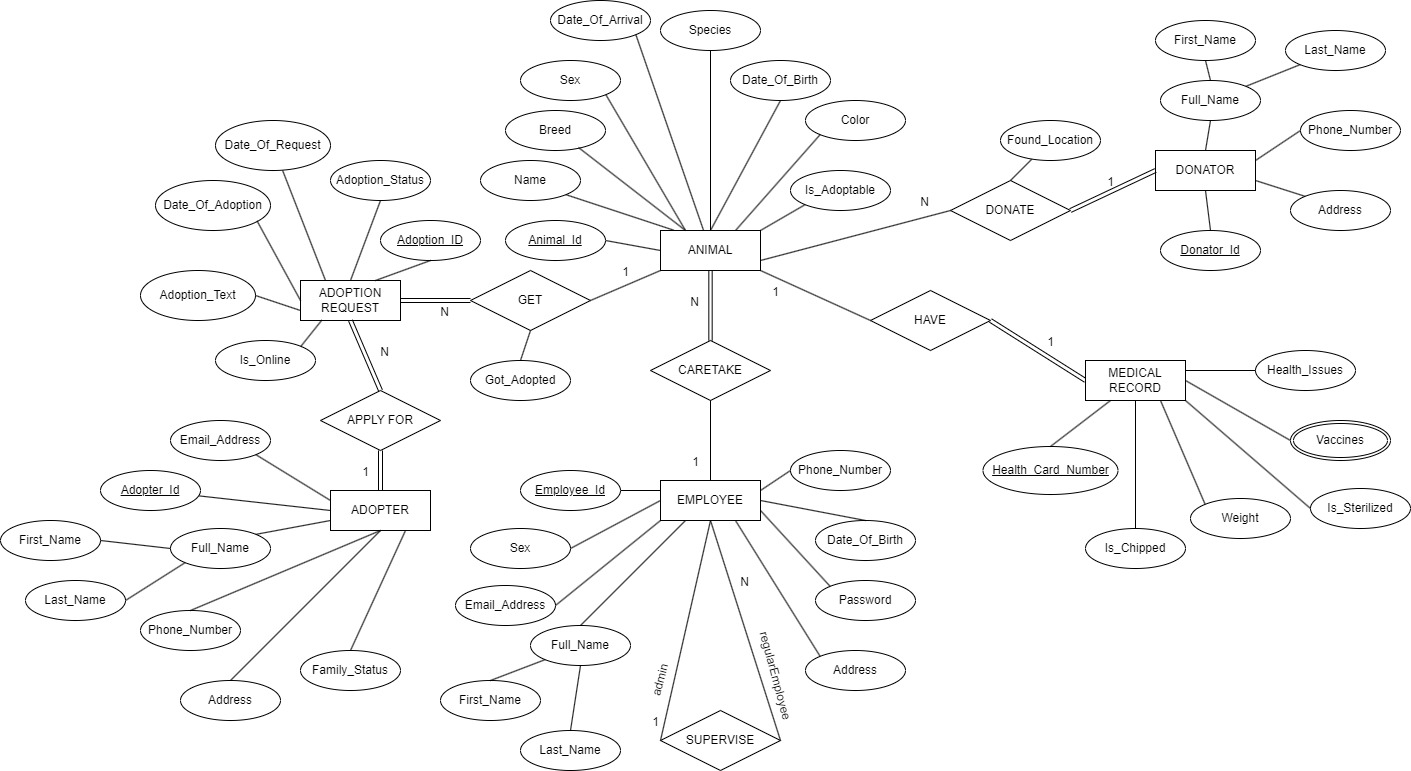 Date_Of_Arrival
Species
First_Name
Last_Name
Sex
Date_Of_Birth
Full_Name
Breed
Color
Phone_Number
Date_Of_Request
Found_Location
Adoption_Status
Name
Is_Adoptable
DONATOR
1
Date_Of_Adoption
N
DONATE
Address
Adoption_ID
Animal_Id
ANIMAL
Donator_Id
1
1
Adoption_Text
ADOPTION
REQUEST
GET
N
N
HAVE
1
Is_Online
N
Got_Adopted
CARETAKE
MEDICAL
RECORD
Health_Issues
APPLY FOR
Email_Address
Vaccines
1
1
Phone_Number
Health_Card_Number
Adopter_Id
ADOPTER
Employee_Id
EMPLOYEE
Weight
Is_Sterilized
First_Name
Full_Name
Sex
Date_Of_Birth
Is_Chipped
Last_Name
Email_Address
N
Password
Phone_Number
Full_Name
Family_Status
admin
regularEmployee
Address
Address
First_Name
1
Last_Name
SUPERVISE